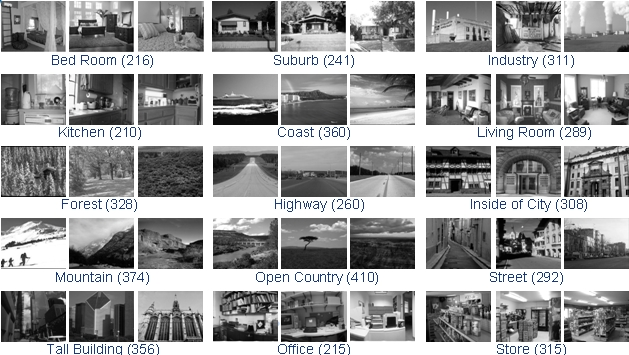 Bed Room (216) Suburb (241) Industry (311)
Kitchen (210) Coast (360) Living Room (289)
Forest (328) Highway (260) Inside of City (308)
Mountain (374) Open Country (410) Street (292)
Tall Building (356) Office (215) Store (315)